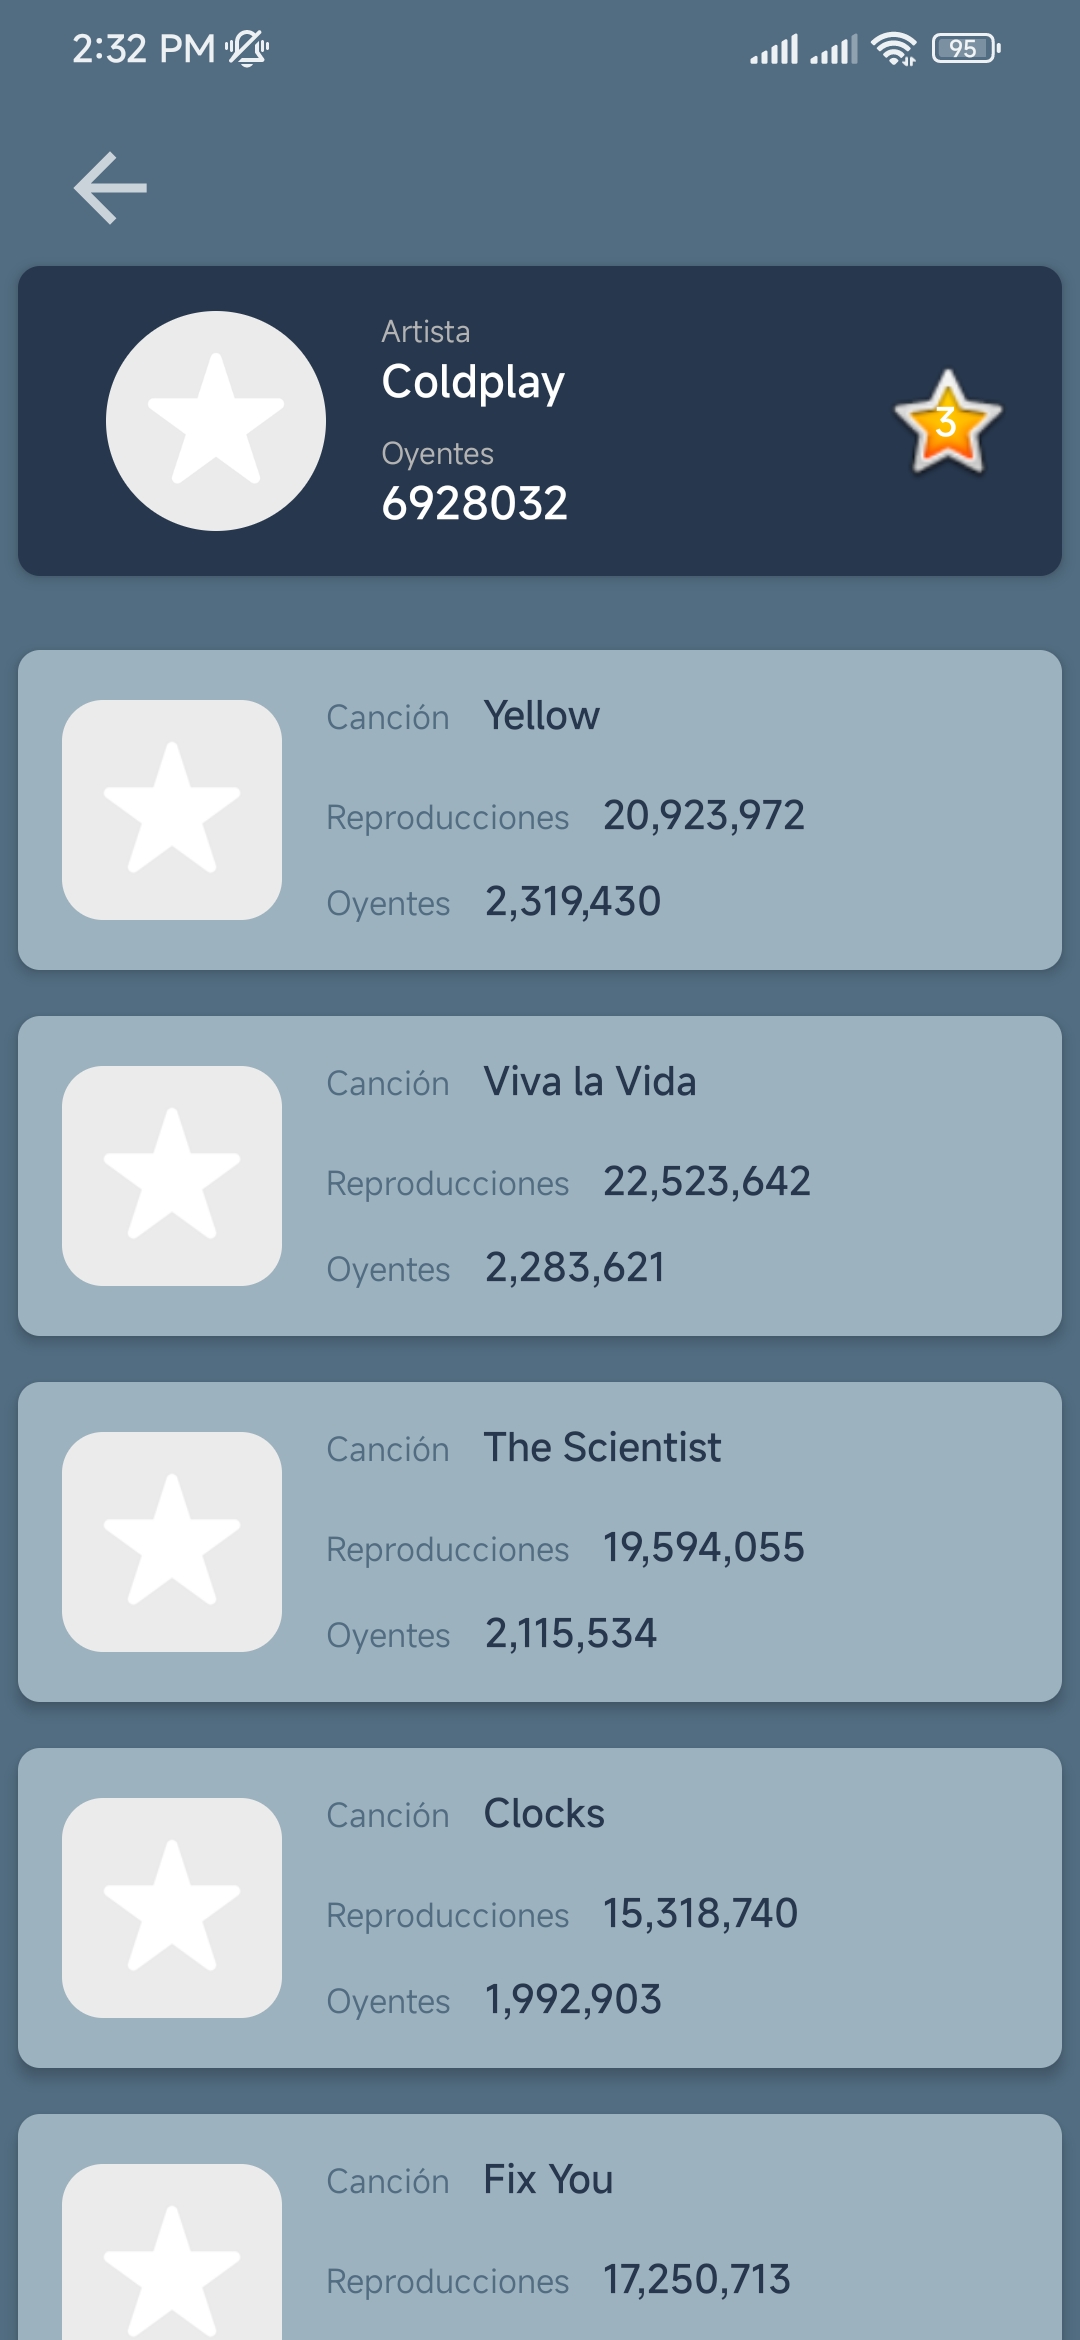 2:32 PM 95
Artista
Coldplay
3
Oyentes
6928032
Canción Yellow
Reproducciones 20,923,972
Oyentes 2,319,430
Canción Viva la Vida
Reproducciones 22,523,642
Oyentes 2,283,621
Canción The Scientist
Reproducciones 19,594,055
Oyentes 2,115,534
Canción Clocks
Reproducciones 15,318,740
Oyentes 1,992,903
Canción Fix You
Reproducciones 17,250,713